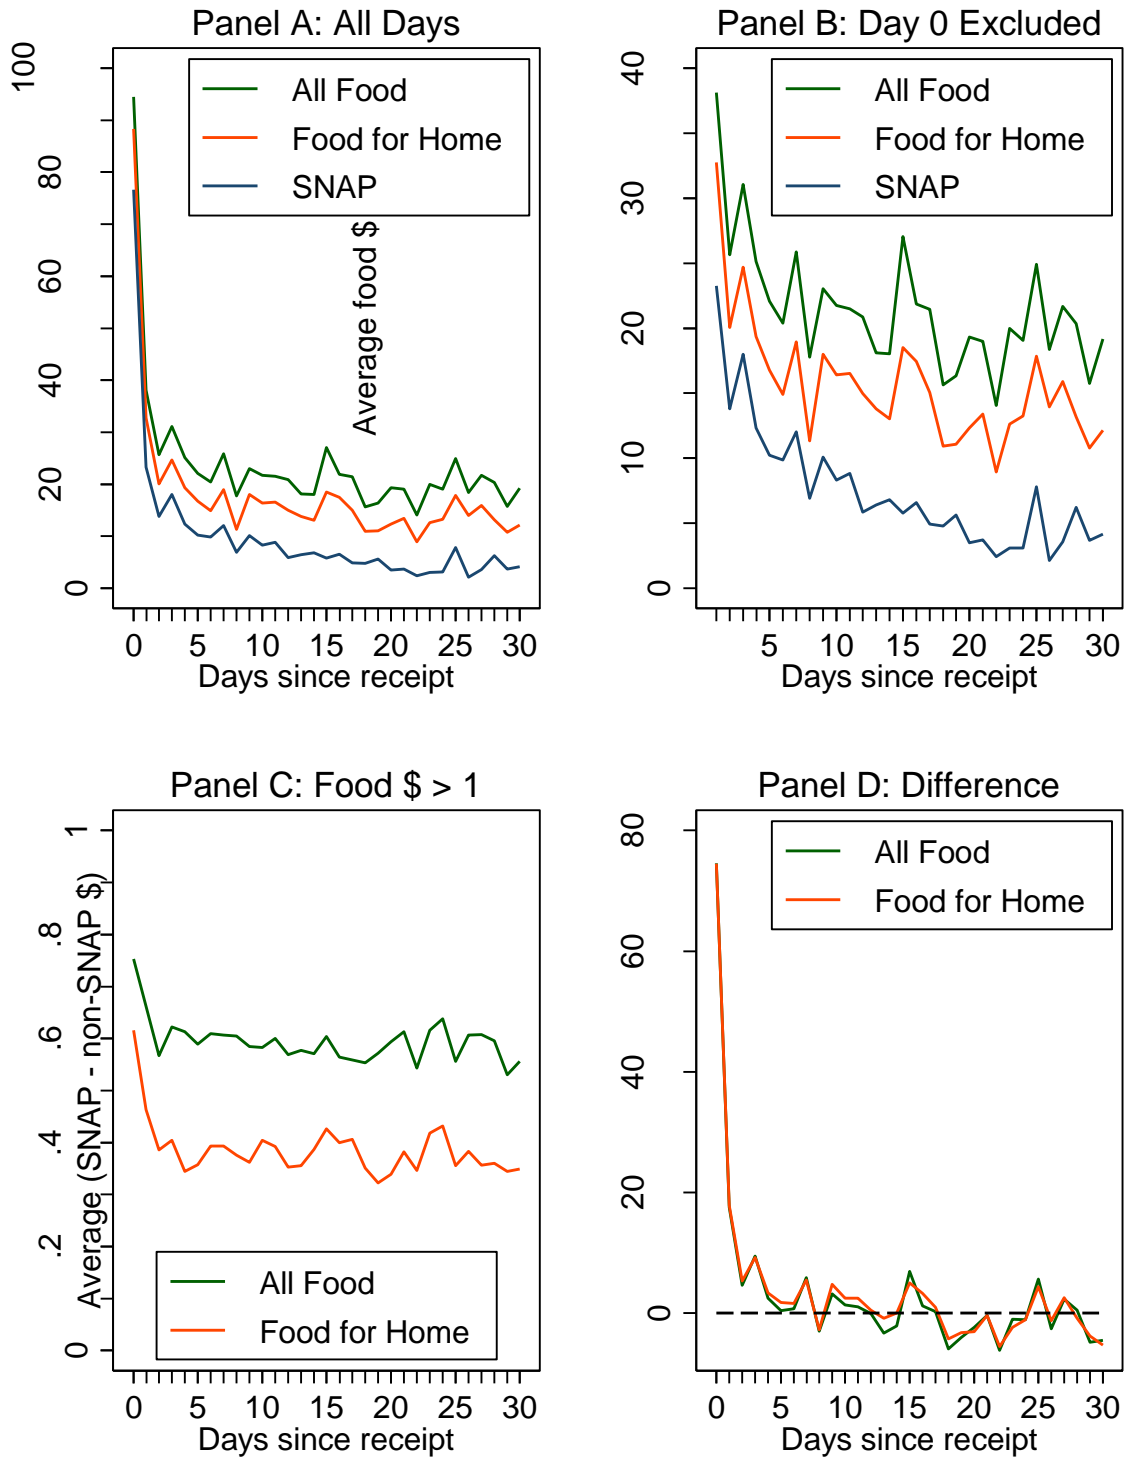 Panel A: All Days
100
80
60
40
20
0
All Food
Food for Home
SNAP
Average food $
0 5 10 15 20 25 30
Days since receipt
Panel B: Day 0 Excluded
40
30
20
10
0
All Food
Food for Home
SNAP
5 10 15 20 25 30
Days since receipt
Panel C: Food $ > 1
1
.8
.6
.4
.2
0
Average (SNAP - non-SNAP $)
All Food
Food for Home
0 5 10 15 20 25 30
Days since receipt
Panel D: Difference
80
60
40
20
0
All Food
Food for Home
0 5 10 15 20 25 30
Days since receipt